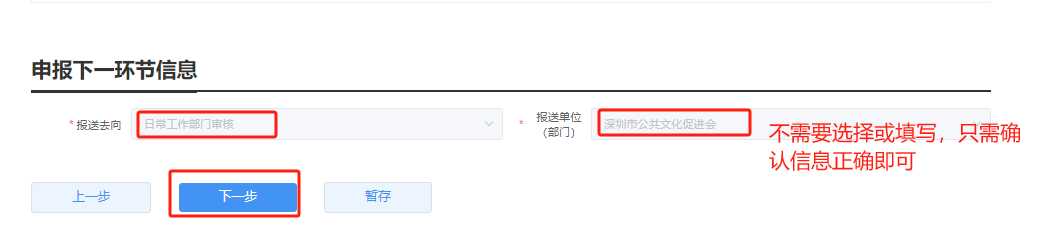 申报下一环节信息
* 报送去向 日常工作部门审核 * 报送单位（部门） 深圳市公共文化促进会
不需要选择或填写，只需确
认信息正确即可
上一步 下一步 暂存